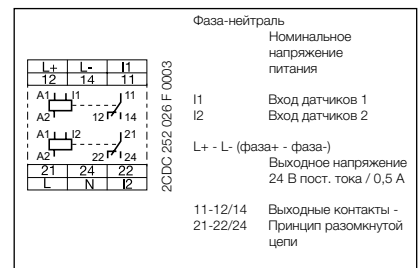 L+ L- I1
12 14 11
A1 I1 11
A2 12 14
A1 I2 21
A2 22 24
21 24 22
L N I2
2CDC 252 026 F 0003
Фаза-нейтраль
Номинальное
напряжение
питания
I1 Вход датчиков 1
I2 Вход датчиков 2
L+ - L- (фаза+ - фаза-)
Выходное напряжение
24 В пост. тока / 0,5 А
11-12/14 Выходные контакты -
21-22/24 Принцип разомкнутой
цепи